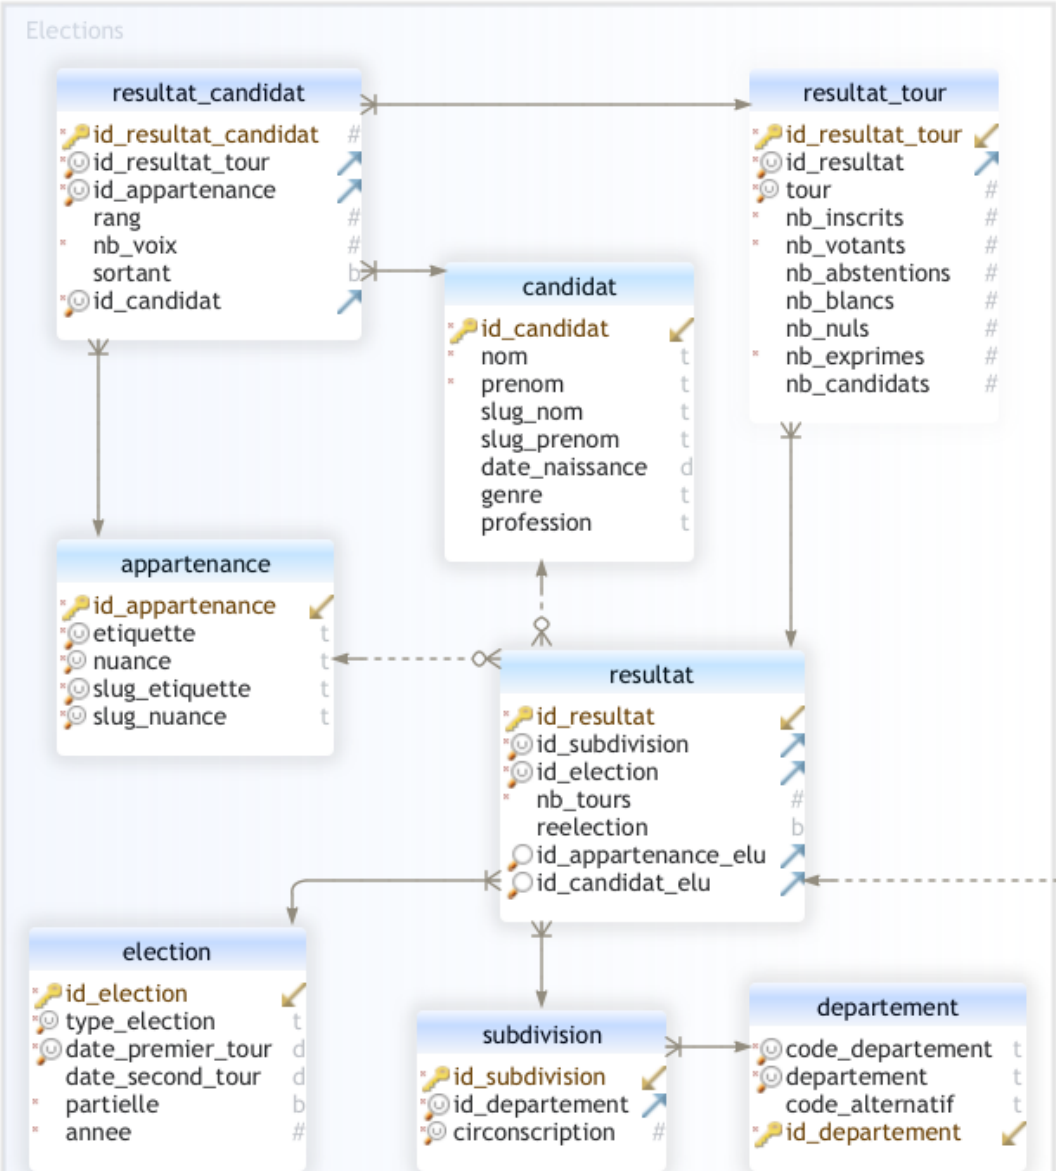 Elections
resultat_candidat
id_resultat_candidat #
id_resultat_tour
id_appartenance
rang #
nb_voix #
sortant b
id_candidat
resultat_tour
id_resultat_tour
id_resultat
tour #
nb_inscrits #
nb_votants #
nb_abstentions #
nb_blancs #
nb_nuls #
nb_exprimes #
nb_candidats #
candidat
id_candidat
nom t
prenom t
slug_nom t
slug_prenom t
date_naissance d
genre t
profession t
appartenance
id_appartenance
etiquette t
nuance t
slug_etiquette t
slug_nuance t
resultat
id_resultat
id_subdivision
id_election
nb_tours #
reelection b
id_appartenance_elu
id_candidat_elu
election
id_election
type_election t
date_premier_tour d
date_second_tour d
partielle b
annee #
subdivision
id_subdivision
id_departement
circonscription #
departement
code_departement t
departement t
code_alternatif t
id_departement